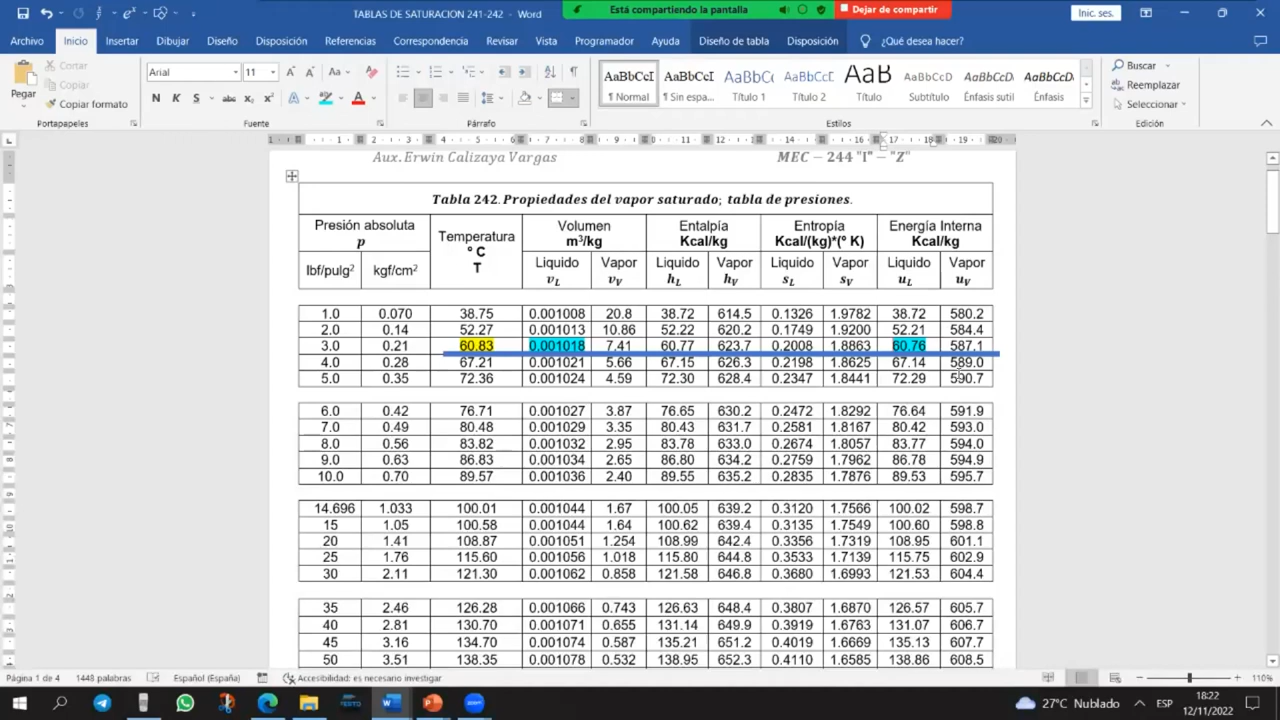 TABLAS DE SATURACION 241-242 - Word
Está compartiendo la pantalla
Dejar de compartir
Inic. ses.
Archivo Inicio Insertar Dibujar Diseño Disposición Referencias Correspondencia Revisar Vista Programador Ayuda Diseño de tabla Disposición ¿Qué desea hacer?
Pegar
Cortar
Copiar
Copiar formato
Portapapeles
Arial 11
N K S abc x₂ x²
Fuente
Párrafo
AaBbCcD AaBbCcD AaBbCc AaBbCcD AaB AaBbCcD AaBbCcDc AaBbCcDc
¶ Normal ¶ Sin espa... Título 1 Título 2 Título Subtítulo Énfasis sutil Énfasis
Estilos
Buscar
Reemplazar
Seleccionar
Edición
Aux. Erwin Calizaya Vargas MEC − 244 "I" − "Z"
Tabla 242. Propiedades del vapor saturado; tabla de presiones.
Presión absoluta p Temperatura º C T Volumen m³/kg Entalpía Kcal/kg Entropía Kcal/(kg)*(º K) Energía Interna Kcal/kg
lbf/pulg² kgf/cm² Liquido v_L Vapor v_V Liquido h_L Vapor h_V Liquido s_L Vapor s_V Liquido u_L Vapor u_V
1.0 0.070 38.75 0.001008 20.8 38.72 614.5 0.1326 1.9782 38.72 580.2
2.0 0.14 52.27 0.001013 10.86 52.22 620.2 0.1749 1.9200 52.21 584.4
3.0 0.21 60.83 0.001018 7.41 60.77 623.7 0.2008 1.8863 60.76 587.1
4.0 0.28 67.21 0.001021 5.66 67.15 626.3 0.2198 1.8625 67.14 589.0
5.0 0.35 72.36 0.001024 4.59 72.30 628.4 0.2347 1.8441 72.29 590.7
6.0 0.42 76.71 0.001027 3.87 76.65 630.2 0.2472 1.8292 76.64 591.9
7.0 0.49 80.48 0.001029 3.35 80.43 631.7 0.2581 1.8167 80.42 593.0
8.0 0.56 83.82 0.001032 2.95 83.78 633.0 0.2674 1.8057 83.77 594.0
9.0 0.63 86.83 0.001034 2.65 86.80 634.2 0.2759 1.7962 86.78 594.9
10.0 0.70 89.57 0.001036 2.40 89.55 635.2 0.2835 1.7876 89.53 595.7
14.696 1.033 100.01 0.001044 1.67 100.05 639.2 0.3120 1.7566 100.02 598.7
15 1.05 100.58 0.001044 1.64 100.62 639.4 0.3135 1.7549 100.60 598.8
20 1.41 108.87 0.001051 1.254 108.99 642.4 0.3356 1.7319 108.95 601.1
25 1.76 115.60 0.001056 1.018 115.80 644.8 0.3533 1.7139 115.75 602.9
30 2.11 121.30 0.001062 0.858 121.58 646.8 0.3680 1.6993 121.53 604.4
35 2.46 126.28 0.001066 0.743 126.63 648.4 0.3807 1.6870 126.57 605.7
40 2.81 130.70 0.001071 0.655 131.14 649.9 0.3919 1.6763 131.07 606.7
45 3.16 134.70 0.001074 0.587 135.21 651.2 0.4019 1.6669 135.13 607.7
50 3.51 138.35 0.001078 0.532 138.95 652.3 0.4110 1.6585 138.86 608.5
Página 1 de 4 1448 palabras Español (España) Accesibilidad: es necesario investigar 110%
27°C Nublado ESP 18:22
12/11/2022